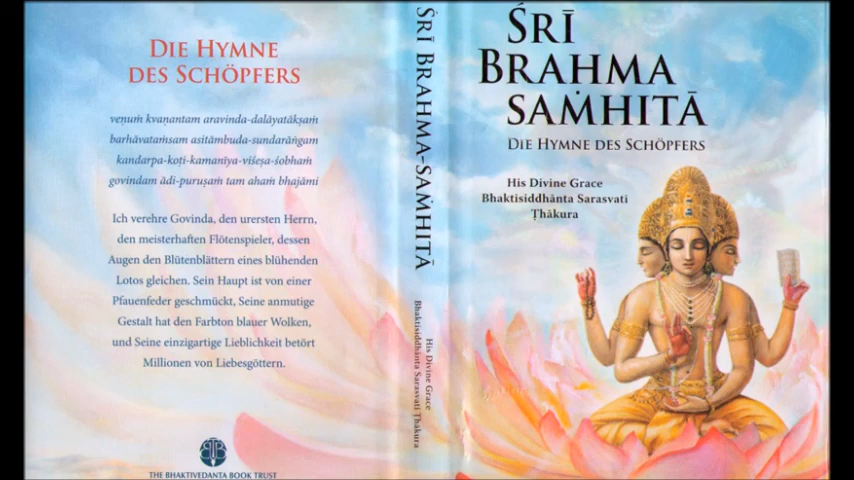 DIE HYMNE
DES SCHÖPFERS
veṇuṁ kvaṇantam aravinda-dalāyatākṣaṁ
barhāvataṁsam asitāmbuda-sundarāṅgam
kandarpa-koṭi-kamanīya-viśeṣa-śobhaṁ
govindam ādi-puruṣaṁ tam ahaṁ bhajāmi
Ich verehre Govinda, den urersten Herrn,
den meisterhaften Flötenspieler, dessen
Augen den Blütenblättern eines blühenden
Lotos gleichen. Sein Haupt ist von einer
Pfauenfeder geschmückt, Seine anmutige
Gestalt hat den Farbton blauer Wolken,
und Seine einzigartige Lieblichkeit betört
Millionen von Liebesgöttern.
THE BHAKTIVEDANTA BOOK TRUST
ŚRĪ BRAHMA-SAṀHITĀ
His Divine Grace
Bhaktisiddhānta Sarasvatī Ṭhākura
ŚRĪ
BRAHMA
SAṀHITĀ
DIE HYMNE DES SCHÖPFERS
His Divine Grace
Bhaktisiddhānta Sarasvatī
Ṭhākura